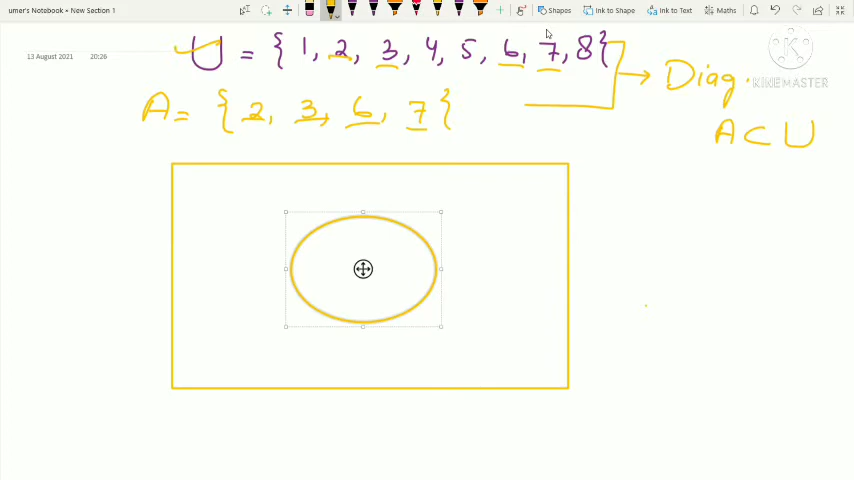 umer's Notebook » New Section 1
Shapes
Ink to Shape
Ink to Text
Maths
13 August 2021 20:26
U = {1, 2, 3, 4, 5, 6, 7, 8}
A = {2, 3, 6, 7}
Diag.
A ⊂ U
K
KINEMASTER